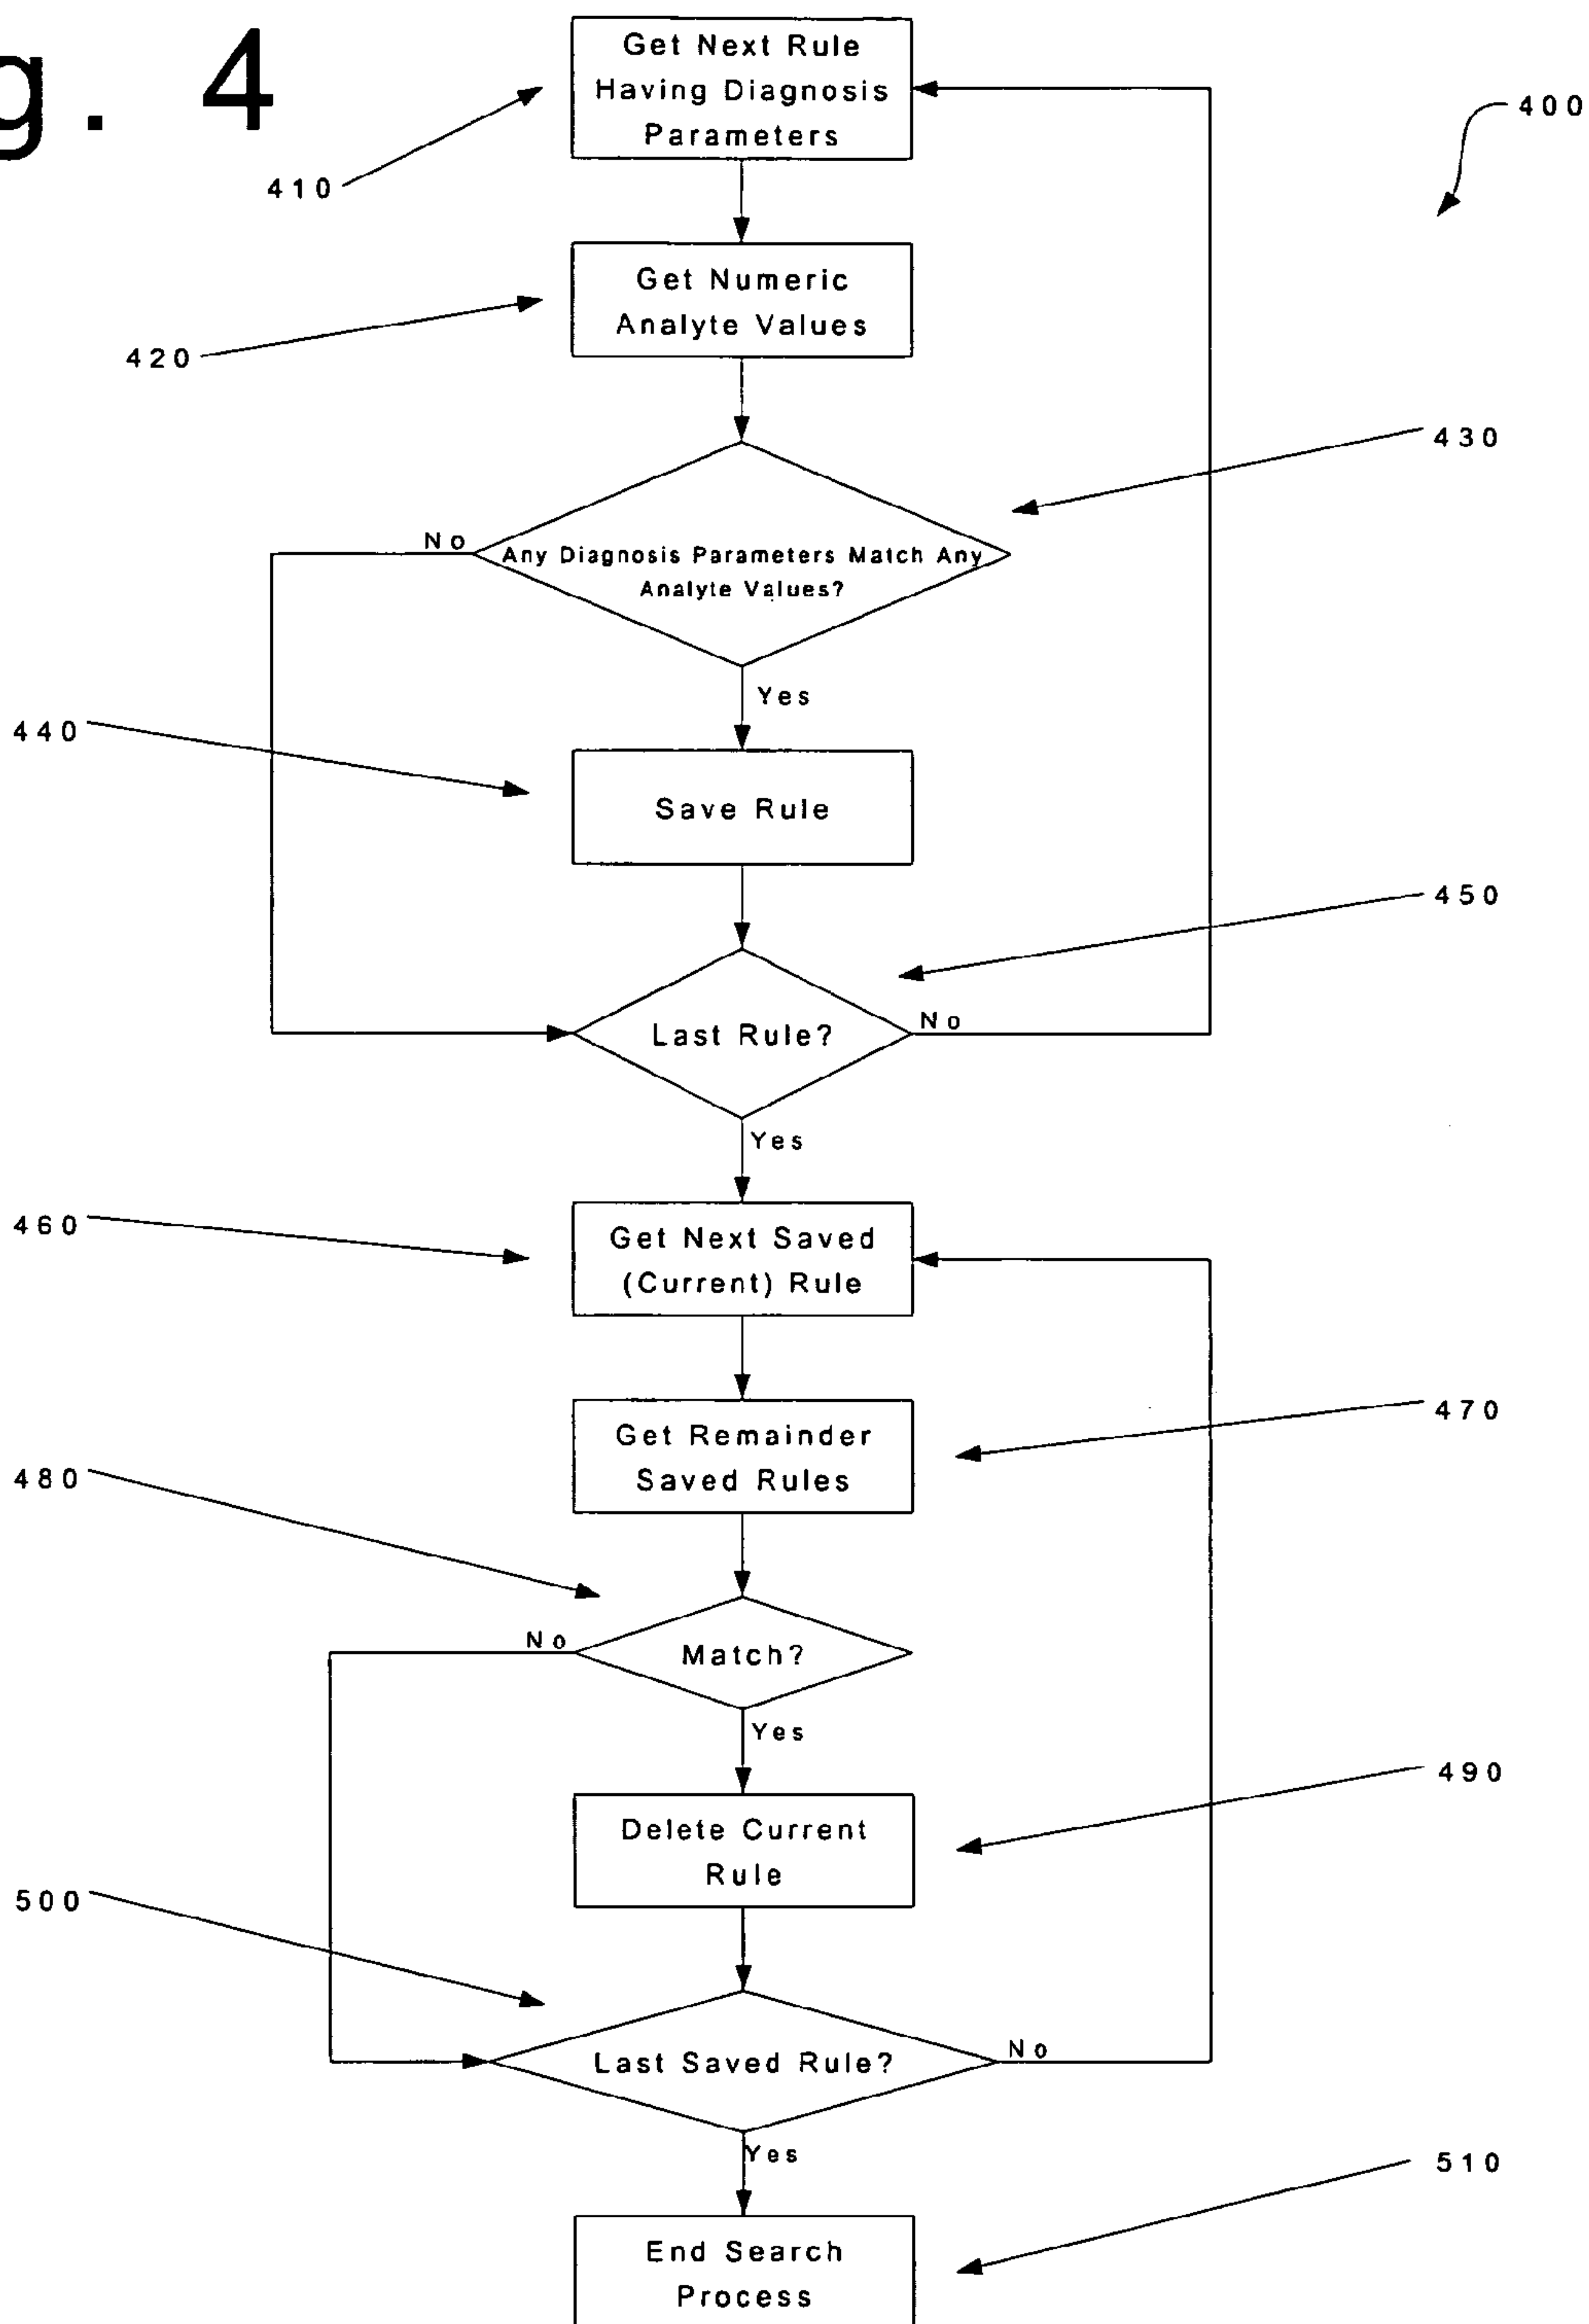 g. 4
Get Next Rule
Having Diagnosis
Parameters
400
410
Get Numeric
Analyte Values
420
430
No
Any Diagnosis Parameters Match Any
Analyte Values?
Yes
440
Save Rule
450
Last Rule?
No
Yes
460
Get Next Saved
(Current) Rule
470
Get Remainder
Saved Rules
480
No
Match?
Yes
490
Delete Current
Rule
500
Last Saved Rule?
No
Yes
510
End Search
Process